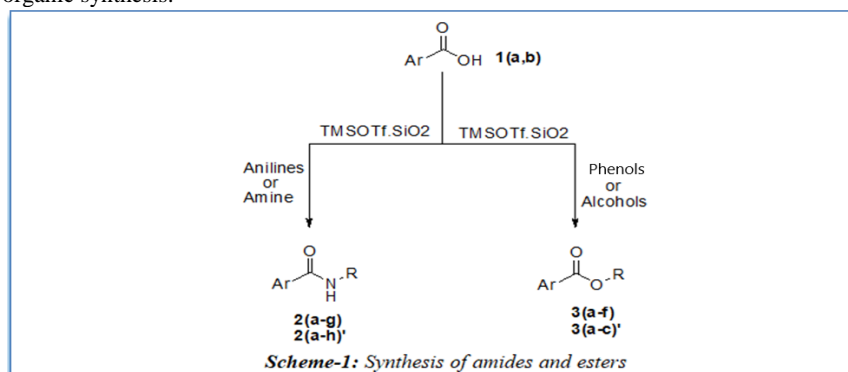 organic synthesis.
O
Ar OH 1(a,b)
TMSOTf.SiO2 TMSOTf.SiO2
Anilines
or
Amine
Phenols
or
Alcohols
O
Ar N R
H
2(a-g)
2(a-h)'
O
Ar O R
3(a-f)
3(a-c)'
Scheme-1: Synthesis of amides and esters